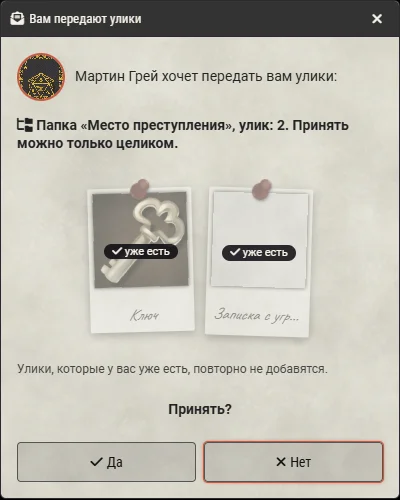 Вам передают улики
Мартин Грей хочет передать вам улики:
Папка «Место преступления», улик: 2. Принять
можно только целиком.
уже есть
уже есть
Ключ
Записка с угр...
Улики, которые у вас уже есть, повторно не добавятся.
Принять?
Да
Нет